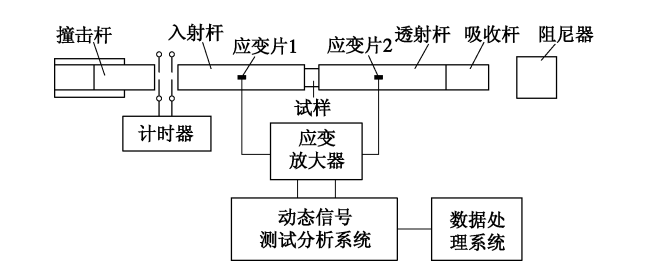 撞击杆
入射杆
应变片1
应变片2
透射杆
吸收杆
阻尼器
试样
计时器
应变
放大器
动态信号
测试分析系统
数据处
理系统